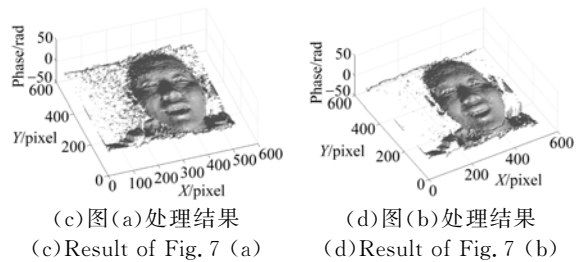 Phase/rad
50
0
-50
600
400
200
0
Y/pixel
0 100 200 300 400 500 600
X/pixel
(c)图(a)处理结果
(c)Result of Fig. 7 (a)
Phase/rad
50
0
-50
600
400
200
0
Y/pixel
0 200 400 600
X/pixel
(d)图(b)处理结果
(d)Result of Fig. 7 (b)